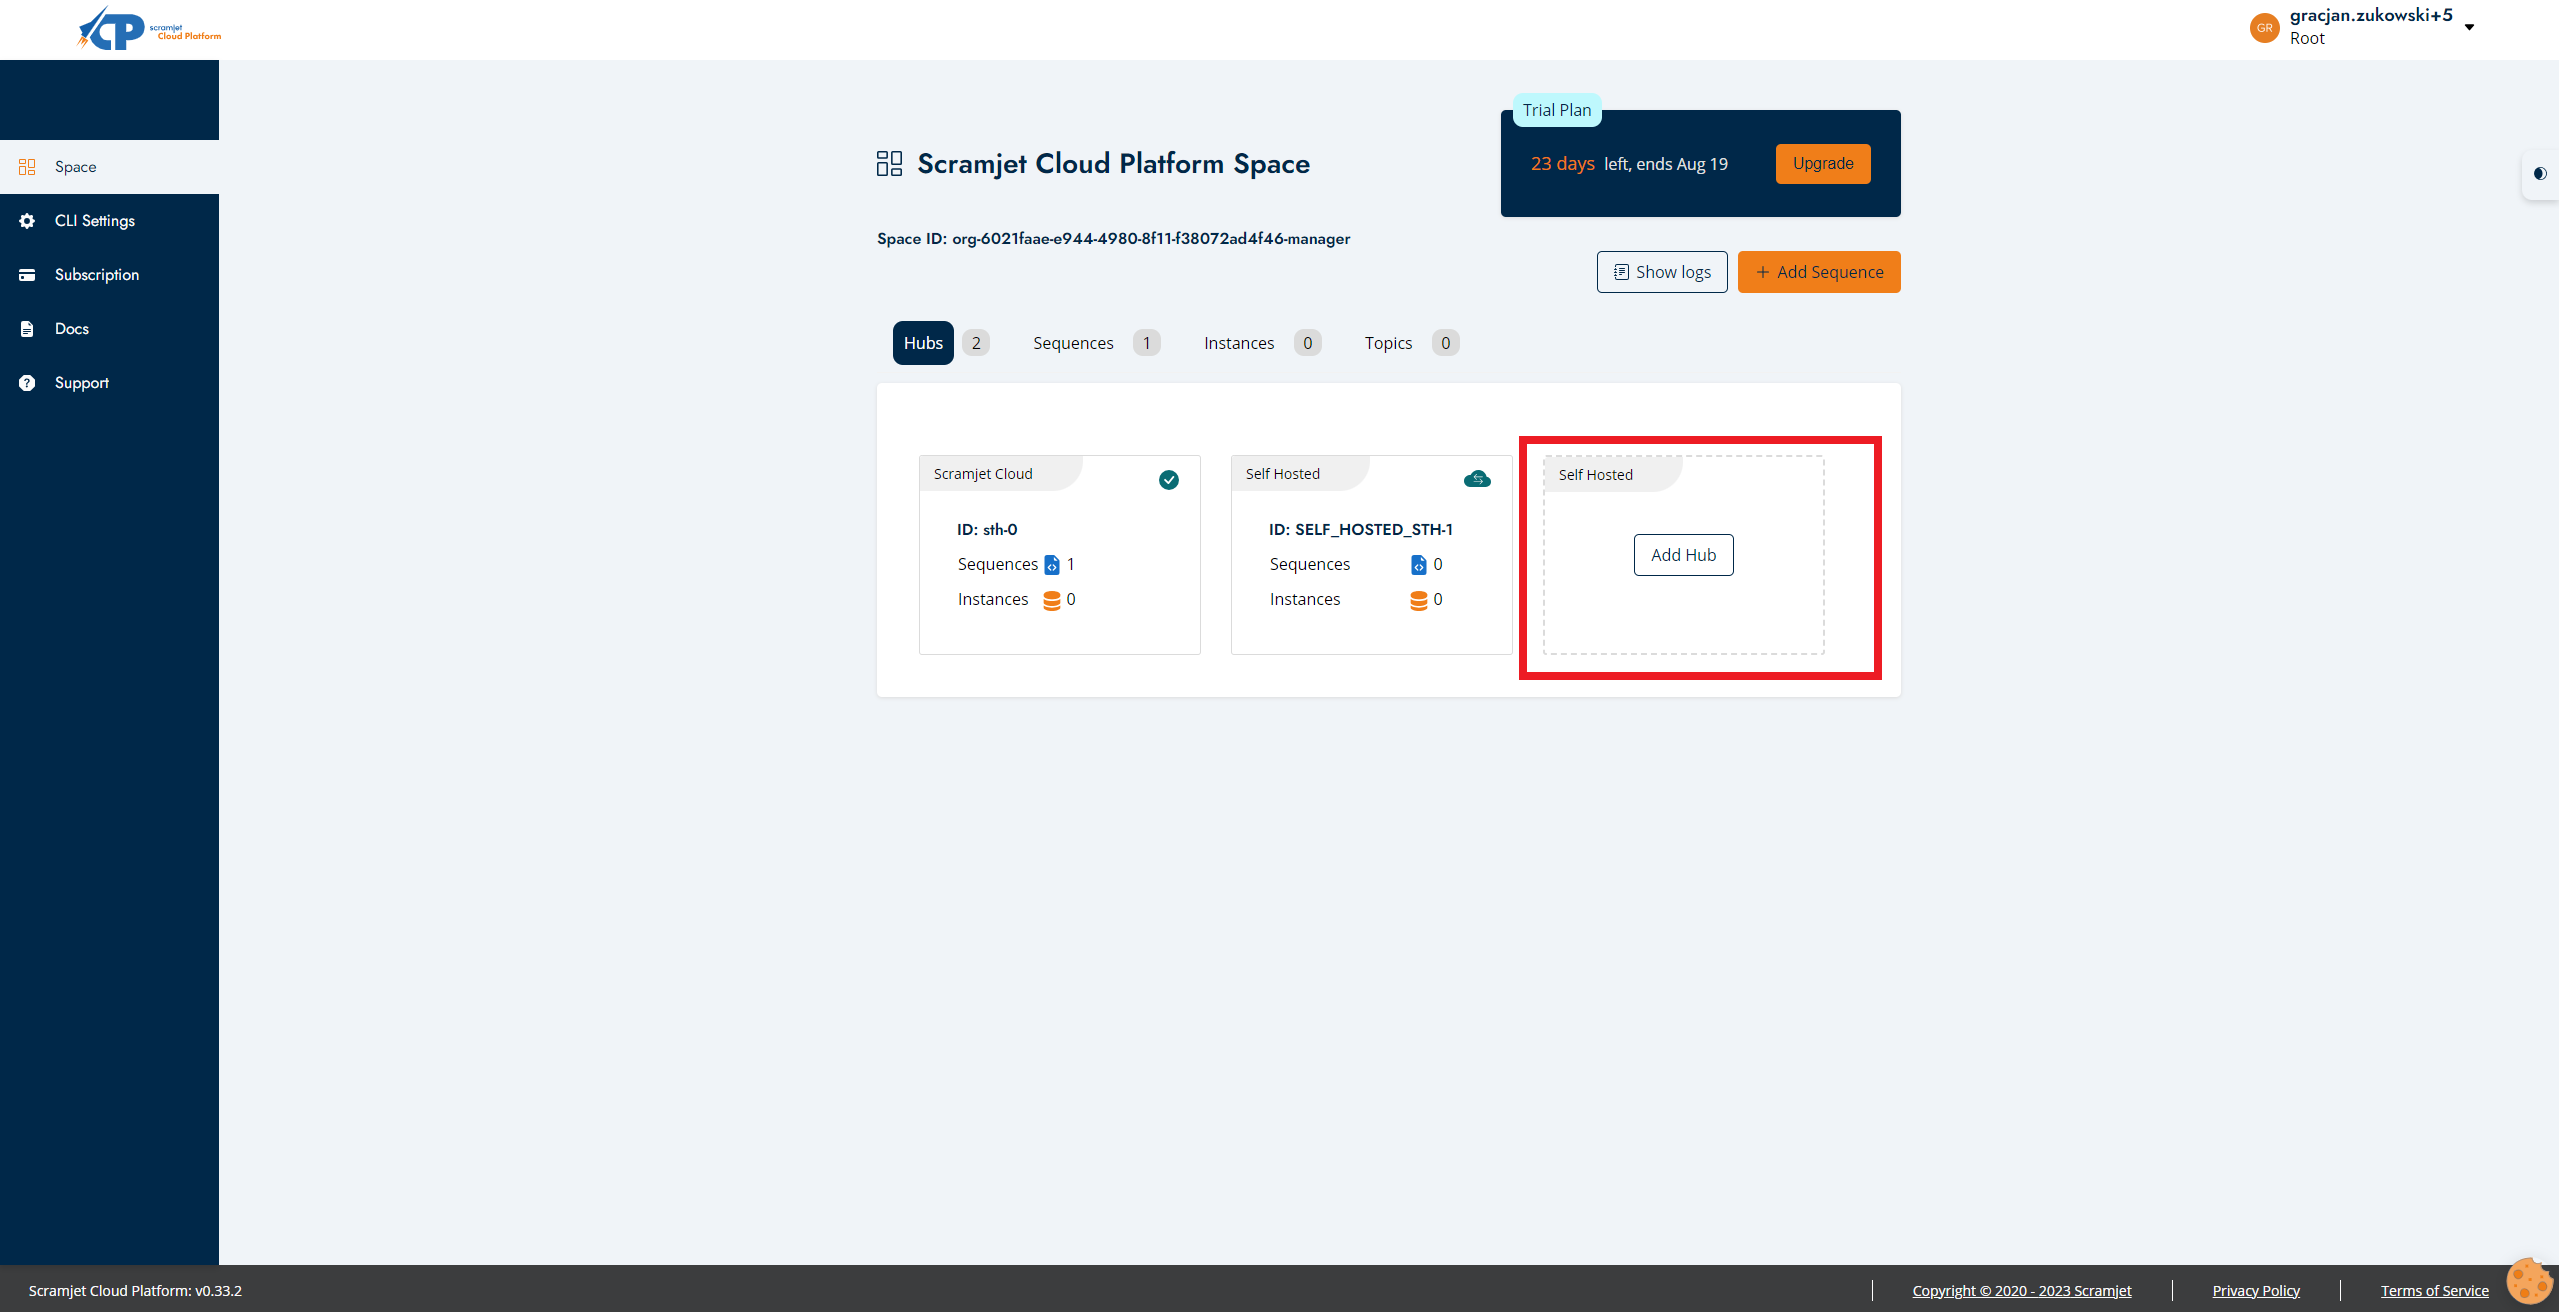 CP scramjet
Cloud Platform
GR
gracjan.zukowski+5
Root
Space
CLI Settings
Subscription
Docs
Support
Trial Plan
Scramjet Cloud Platform Space
23 days left, ends Aug 19
Upgrade
Space ID: org-6021faae-e944-4980-8f11-f38072ad4f46-manager
Show logs
+ Add Sequence
Hubs 2 Sequences 1 Instances 0 Topics 0
Scramjet Cloud
ID: sth-0
Sequences 1
Instances 0
Self Hosted
ID: SELF_HOSTED_STH-1
Sequences 0
Instances 0
Self Hosted
Add Hub
Scramjet Cloud Platform: v0.33.2
Copyright © 2020 - 2023 Scramjet
Privacy Policy
Terms of Service